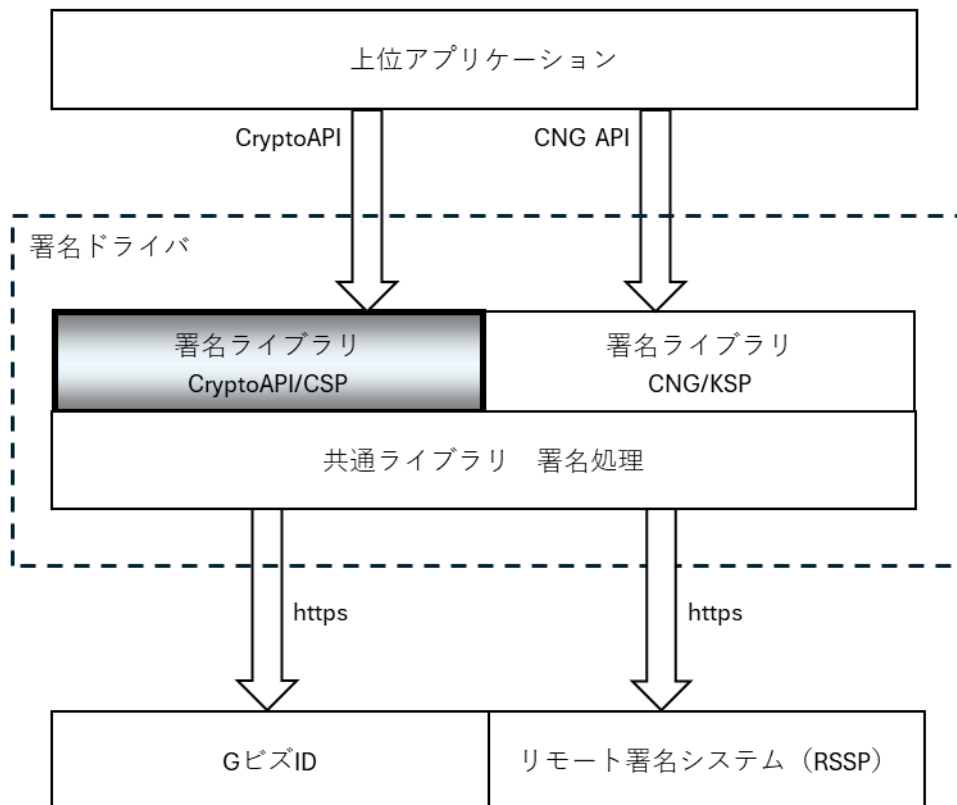 上位アプリケーション
CryptoAPI
CNG API
署名ドライバ
署名ライブラリ
CryptoAPI/CSP
署名ライブラリ
CNG/KSP
共通ライブラリ　署名処理
https
https
GビズID
リモート署名システム（RSSP）